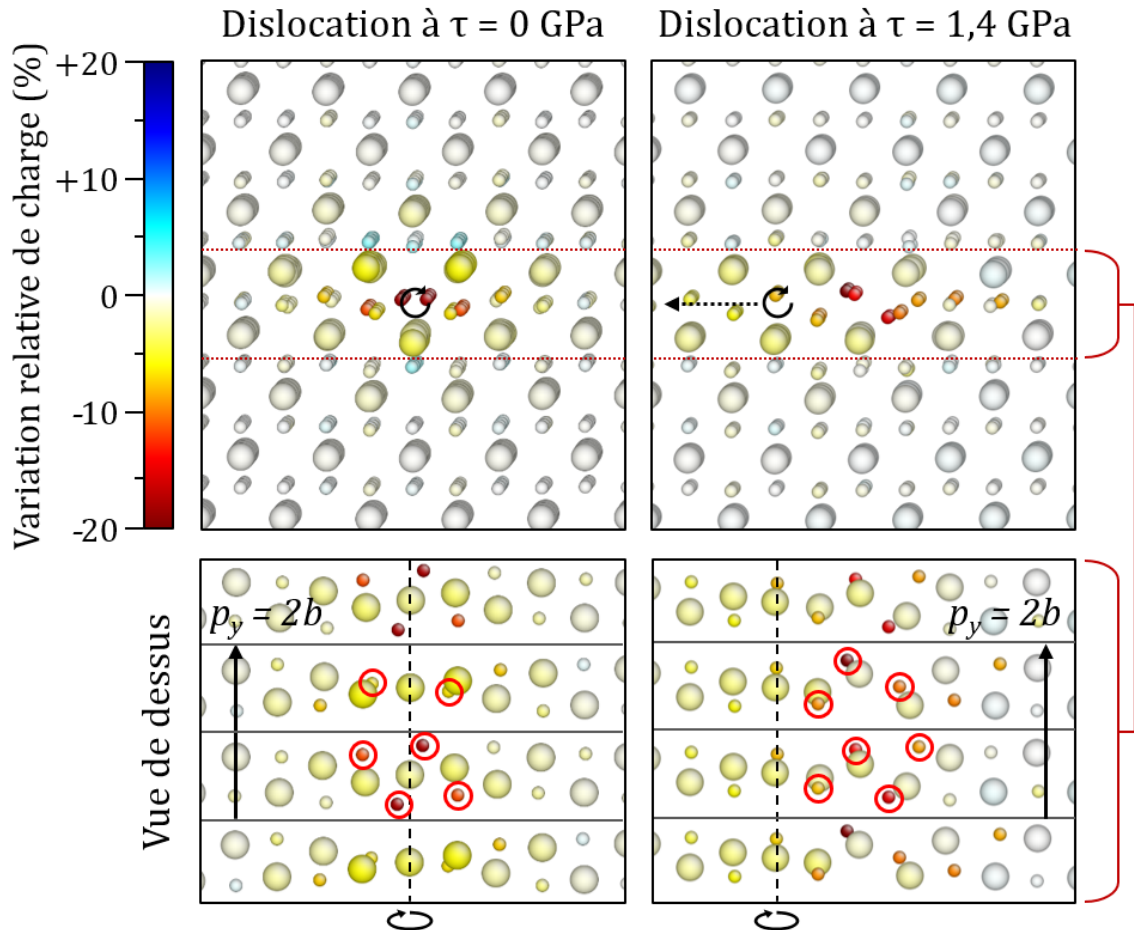 Dislocation à τ = 0 GPa
Dislocation à τ = 1,4 GPa
Variation relative de charge (%)
+20
+10
0
-10
-20
Vue de dessus
p_y = 2b
p_y = 2b